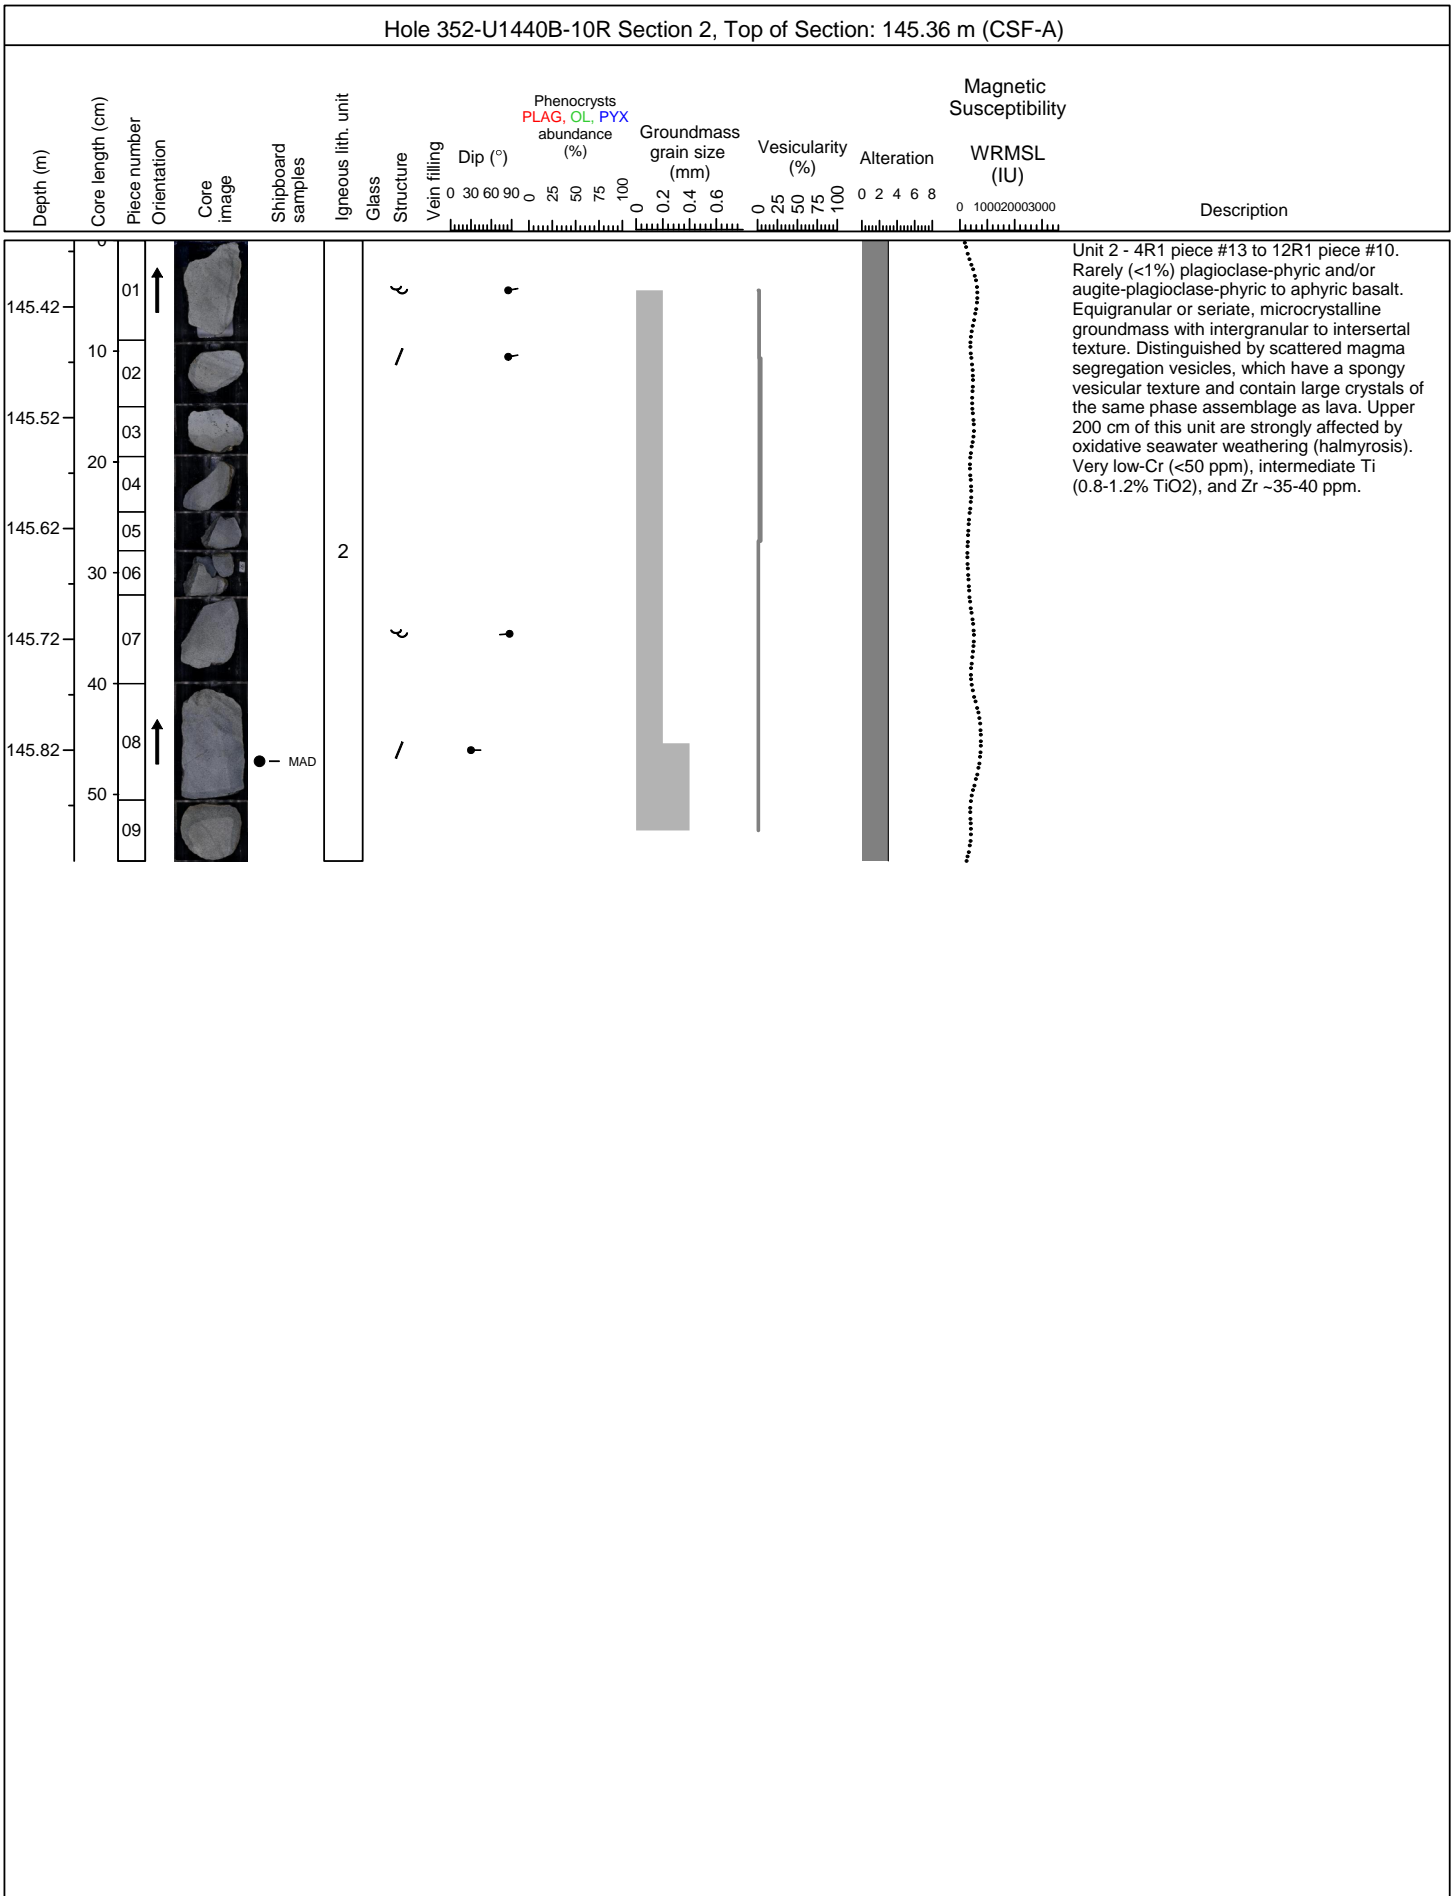 Hole 352-U1440B-10R Section 2, Top of Section: 145.36 m (CSF-A)
Depth (m)
Core length (cm)
Piece number
Orientation
Core
image
Shipboard
samples
Igneous lith. unit
Glass
Structure
Vein filling
Dip (°)
0 30 60 90
Phenocrysts
PLAG, OL, PYX
abundance
(%)
0 25 50 75 100
Groundmass
grain size
(mm)
0 0.2 0.4 0.6
Vesicularity
(%)
0 25 50 75 100
Alteration
0 2 4 6 8
Magnetic
Susceptibility
WRMSL
(IU)
0 100020003000
Description
145.42
145.52
145.62
145.72
145.82
0
10
20
30
40
50
01
02
03
04
05
06
07
08
09
MAD
2
Unit 2 - 4R1 piece #13 to 12R1 piece #10.
Rarely (<1%) plagioclase-phyric and/or
augite-plagioclase-phyric to aphyric basalt.
Equigranular or seriate, microcrystalline
groundmass with intergranular to intersertal
texture. Distinguished by scattered magma
segregation vesicles, which have a spongy
vesicular texture and contain large crystals of
the same phase assemblage as lava. Upper
200 cm of this unit are strongly affected by
oxidative seawater weathering (halmyrosis).
Very low-Cr (<50 ppm), intermediate Ti
(0.8-1.2% TiO2), and Zr ~35-40 ppm.